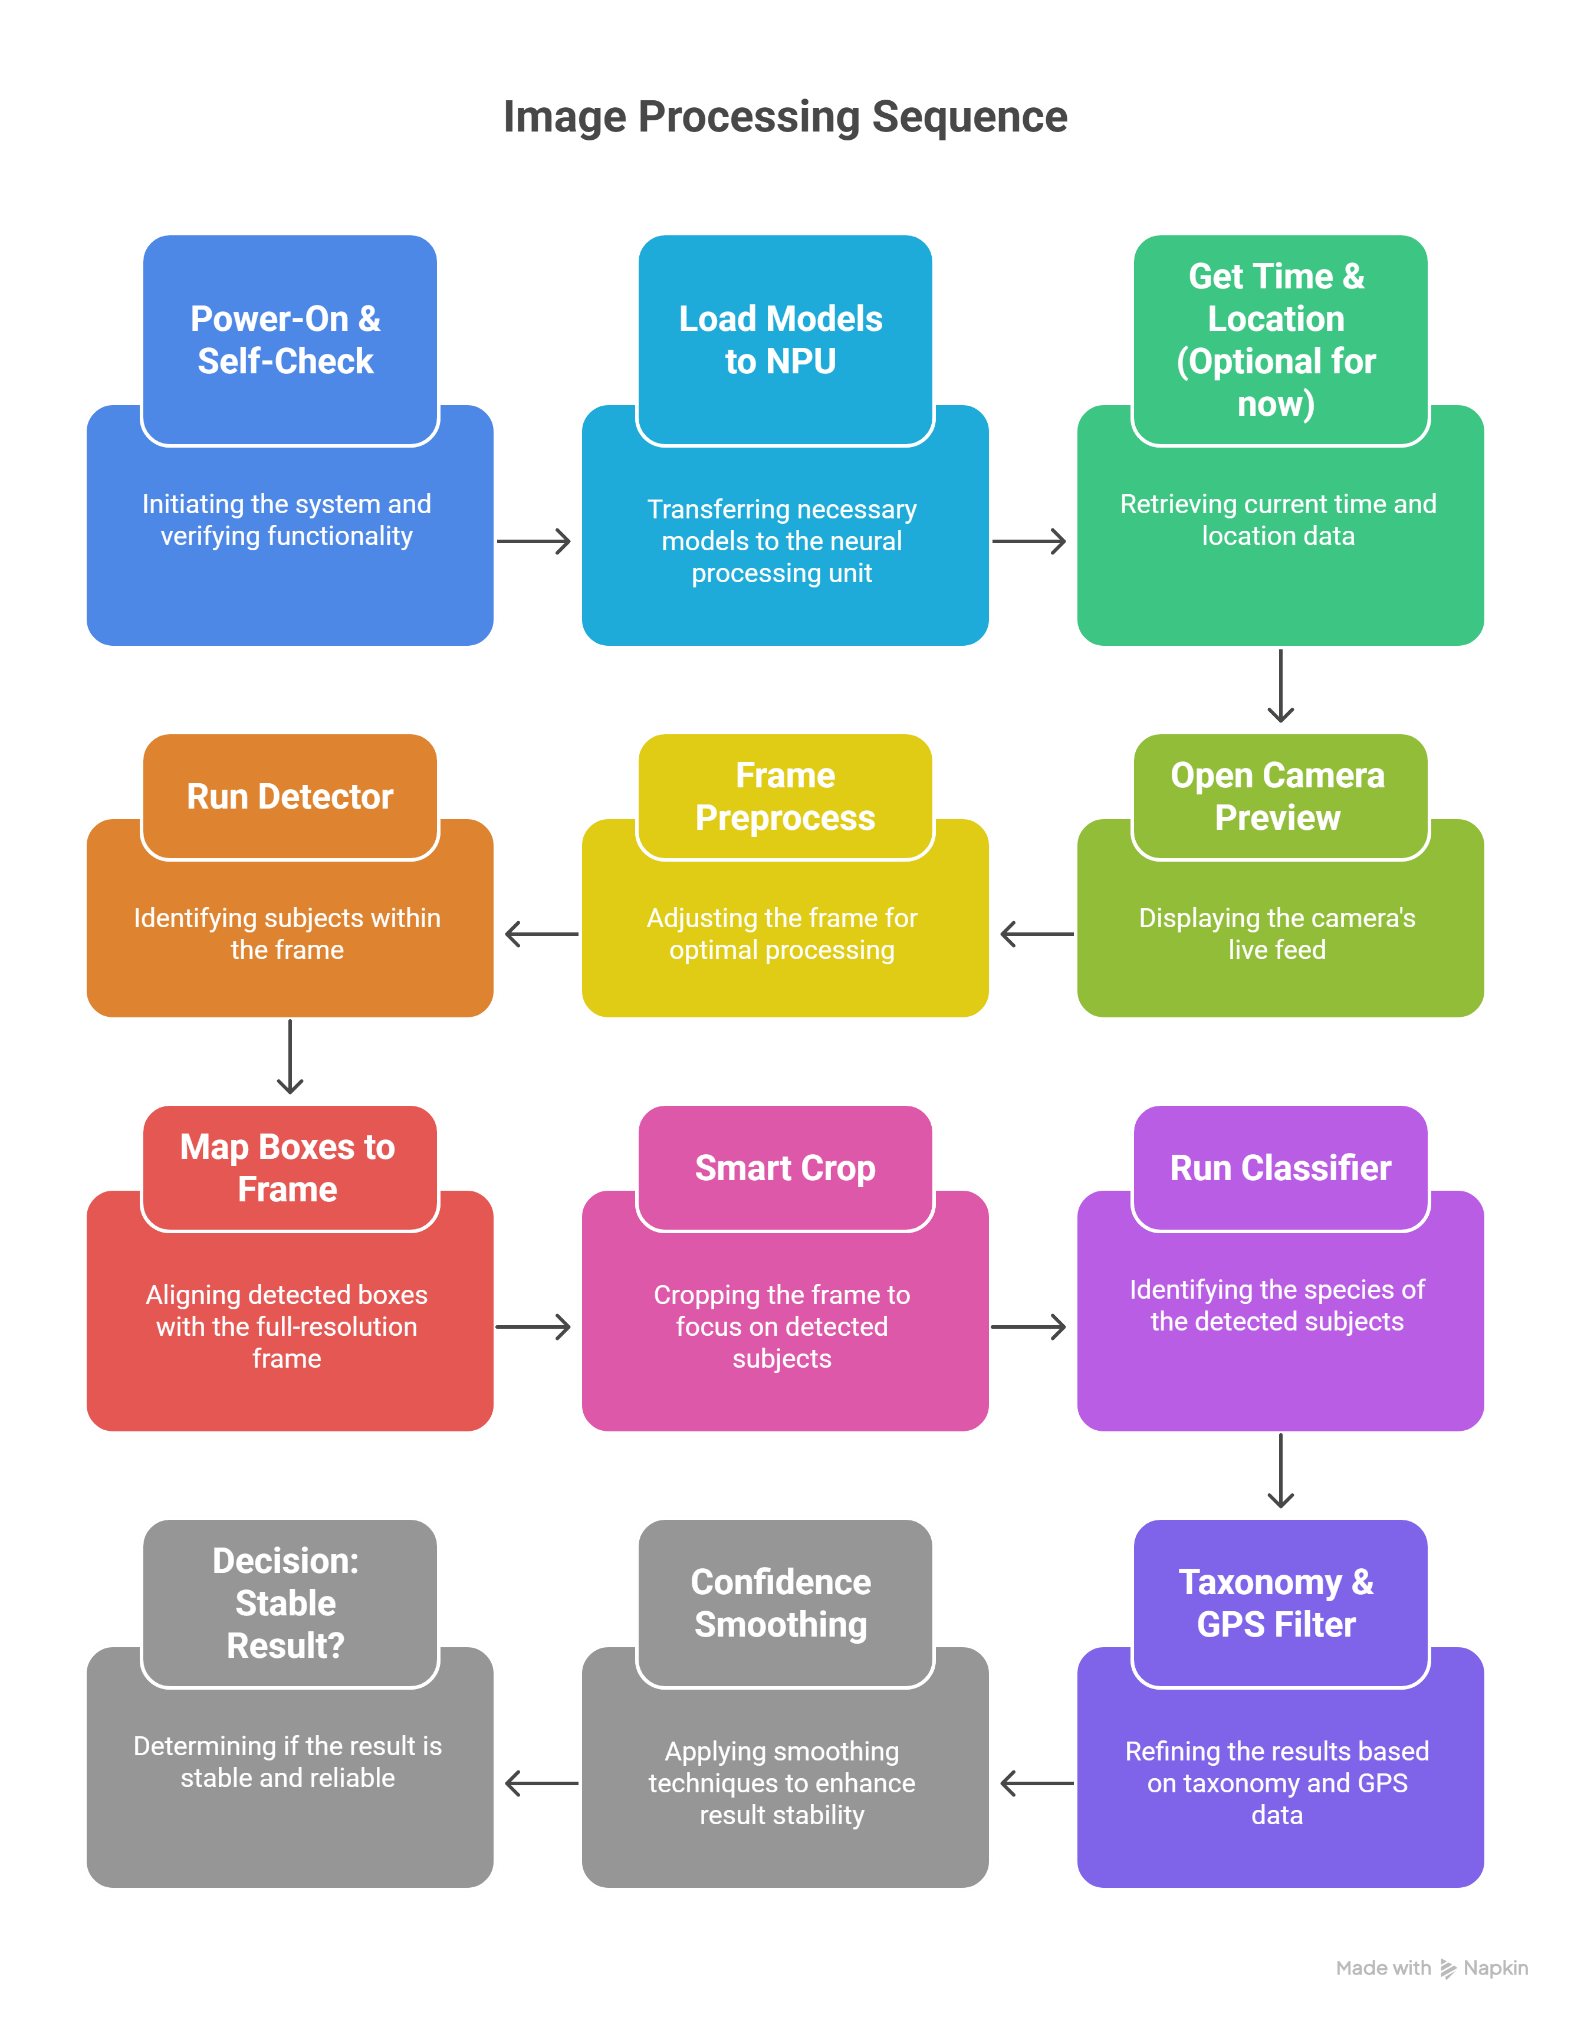 Image Processing Sequence
Power-On &
Self-Check
Initiating the system and
verifying functionality
Load Models
to NPU
Transferring necessary
models to the neural
processing unit
Get Time &
Location
(Optional for
now)
Retrieving current time and
location data
Open Camera
Preview
Displaying the camera's
live feed
Frame
Preprocess
Adjusting the frame for
optimal processing
Run Detector
Identifying subjects within
the frame
Map Boxes to
Frame
Aligning detected boxes
with the full-resolution
frame
Smart Crop
Cropping the frame to
focus on detected
subjects
Run Classifier
Identifying the species of
the detected subjects
Taxonomy &
GPS Filter
Refining the results based
on taxonomy and GPS
data
Confidence
Smoothing
Applying smoothing
techniques to enhance
result stability
Decision:
Stable
Result?
Determining if the result is
stable and reliable
Made with Napkin